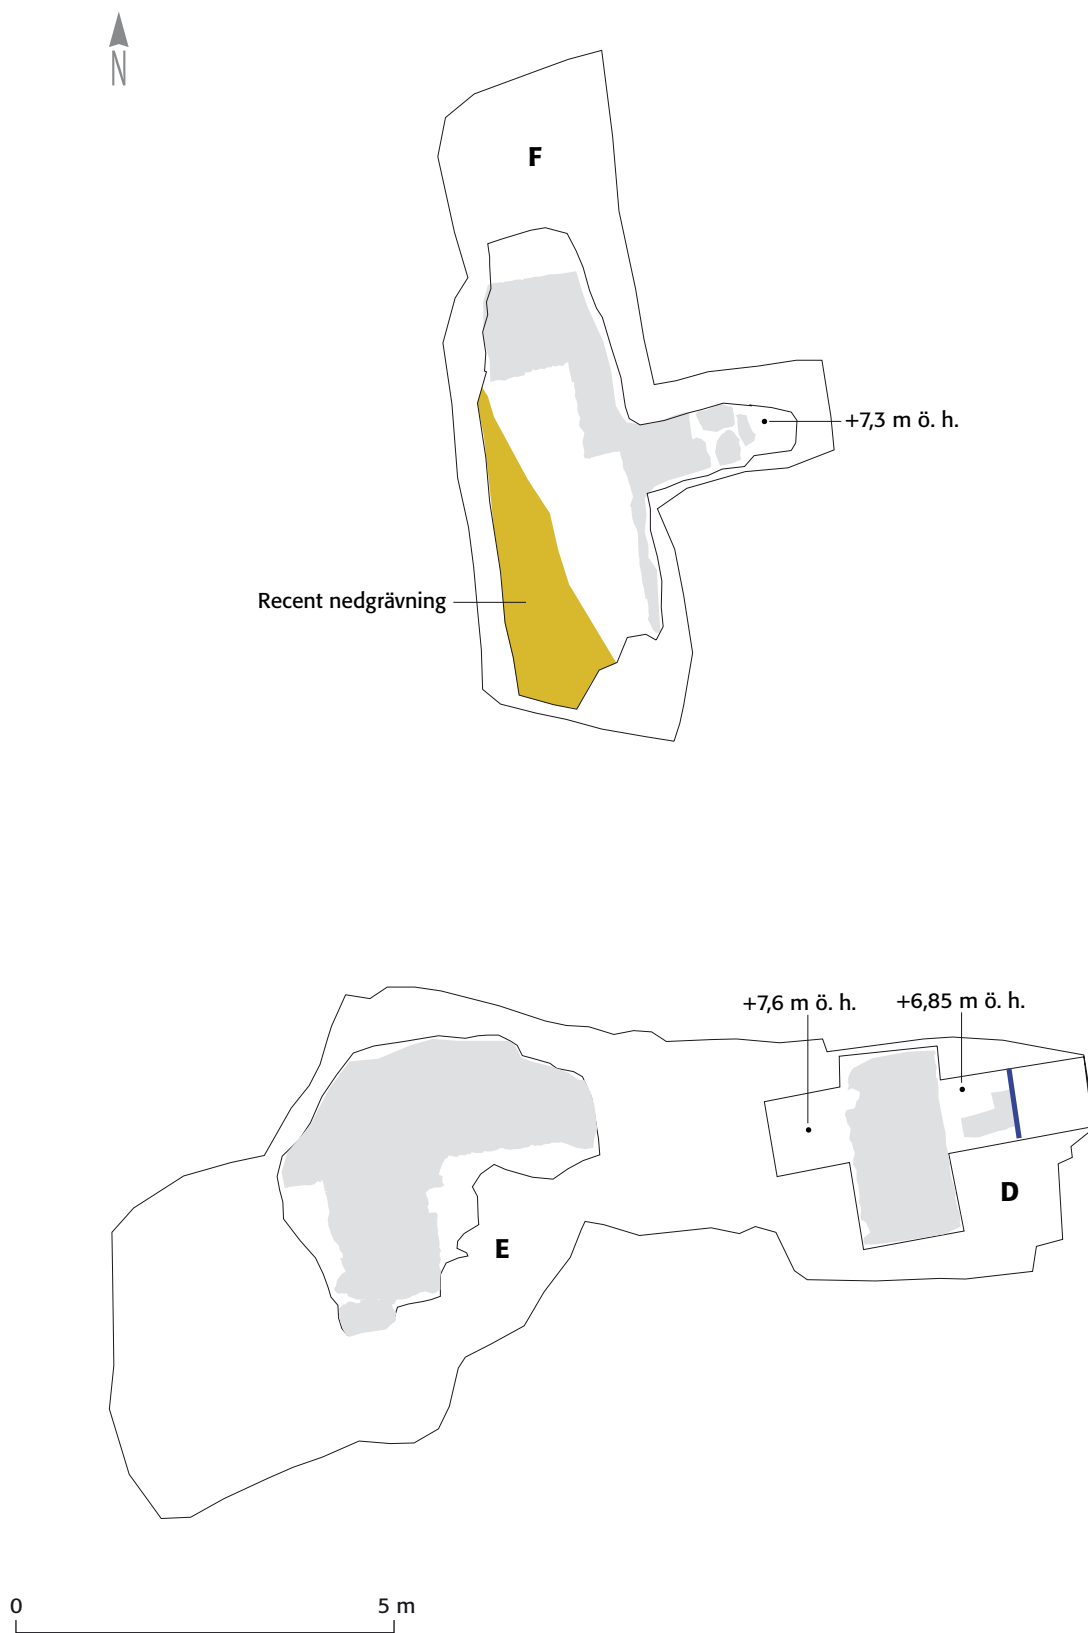 N
F
+7,3 m ö. h.
Recent nedgrävning
+7,6 m ö. h.
+6,85 m ö. h.
D
E
0
5 m